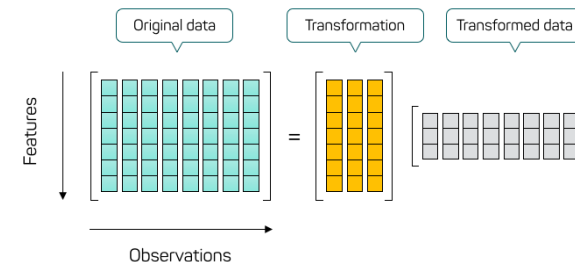 Original data
Transformation
Transformed data
Features
=
Observations